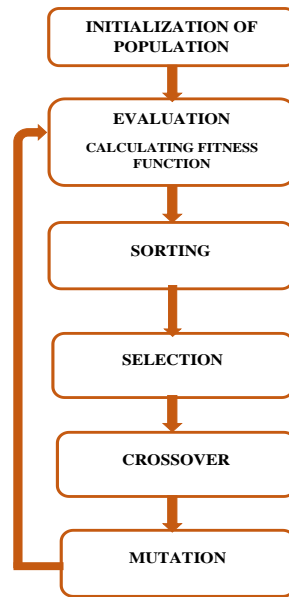 INITIALIZATION OF
POPULATION
EVALUATION
CALCULATING FITNESS
FUNCTION
SORTING
SELECTION
CROSSOVER
MUTATION